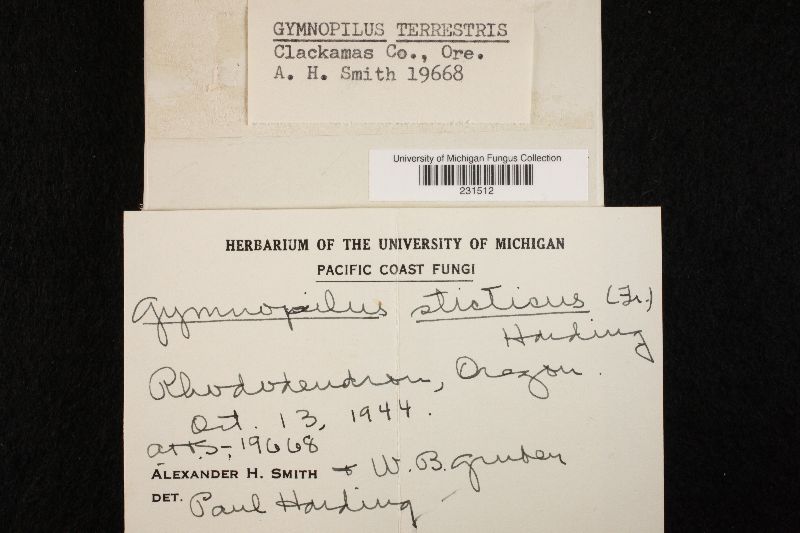 GYMNOPILUS TERRESTRIS
Clackamas Co., Ore.
A. H. Smith 19668
University of Michigan Fungus Collection
231512
HERBARIUM OF THE UNIVERSITY OF MICHIGAN
PACIFIC COAST FUNGI
Gymnopilus sticticus (Fr.)
Harding
Rhododendron, Oregon.
Oct. 13, 1944.
AHS-19668
ALEXANDER H. SMITH + W.B. Gruber
DET. Paul Harding